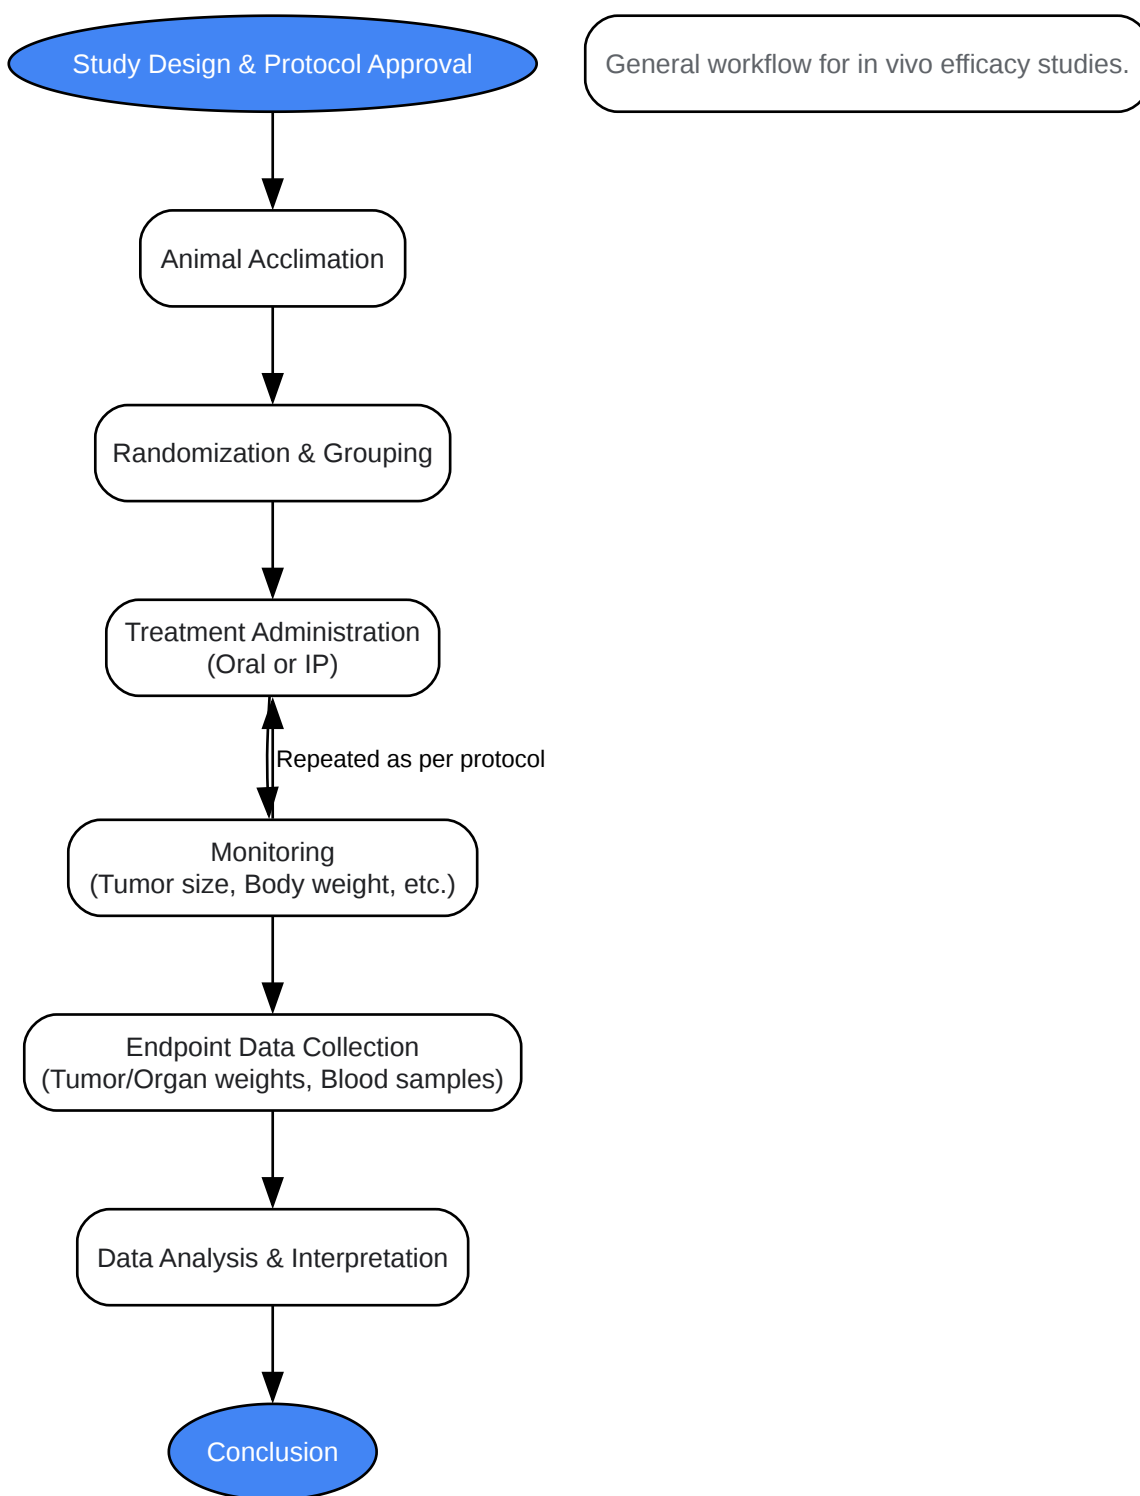 Study Design & Protocol Approval
General workflow for in vivo efficacy studies.
Animal Acclimation
Randomization & Grouping
Treatment Administration
(Oral or IP)
Repeated as per protocol
Monitoring
(Tumor size, Body weight, etc.)
Endpoint Data Collection
(Tumor/Organ weights, Blood samples)
Data Analysis & Interpretation
Conclusion